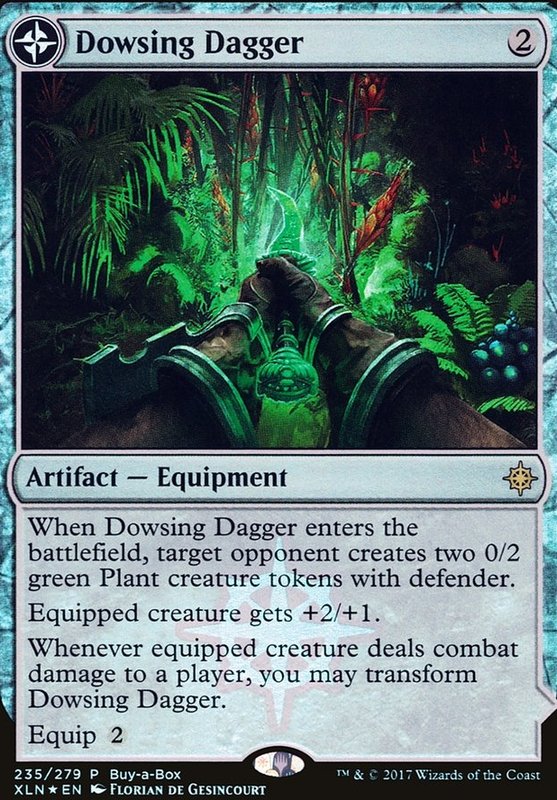 Dowsing Dagger 2
Artifact — Equipment
When Dowsing Dagger enters the
battlefield, target opponent creates two 0/2
green Plant creature tokens with defender.
Equipped creature gets +2/+1.
Whenever equipped creature deals combat
damage to a player, you may transform
Dowsing Dagger.
Equip 2
235/279 P Buy-a-Box
XLN★EN Florian de Gesincourt
™ & © 2017 Wizards of the Coast